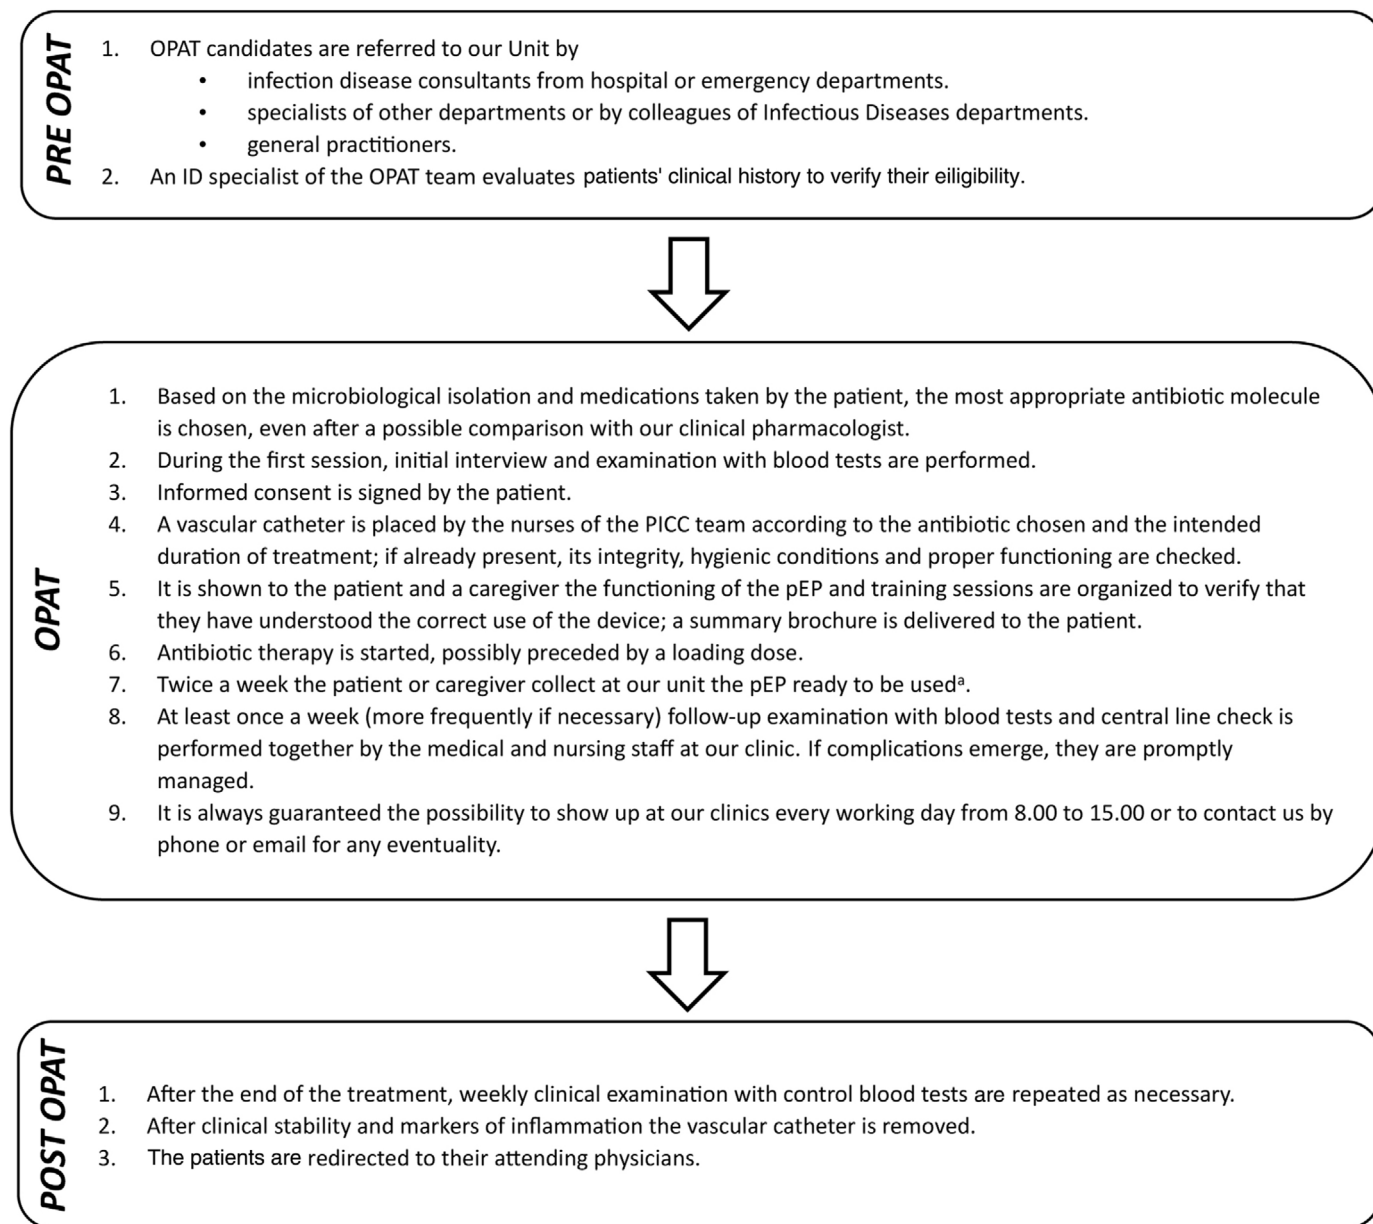 PRE OPAT
1. OPAT candidates are referred to our Unit by
• infection disease consultants from hospital or emergency departments.
• specialists of other departments or by colleagues of Infectious Diseases departments.
• general practitioners.
2. An ID specialist of the OPAT team evaluates patients' clinical history to verify their eiligibility.
OPAT
1. Based on the microbiological isolation and medications taken by the patient, the most appropriate antibiotic molecule
is chosen, even after a possible comparison with our clinical pharmacologist.
2. During the first session, initial interview and examination with blood tests are performed.
3. Informed consent is signed by the patient.
4. A vascular catheter is placed by the nurses of the PICC team according to the antibiotic chosen and the intended
duration of treatment; if already present, its integrity, hygienic conditions and proper functioning are checked.
5. It is shown to the patient and a caregiver the functioning of the pEP and training sessions are organized to verify that
they have understood the correct use of the device; a summary brochure is delivered to the patient.
6. Antibiotic therapy is started, possibly preceded by a loading dose.
7. Twice a week the patient or caregiver collect at our unit the pEP ready to be usedᵃ.
8. At least once a week (more frequently if necessary) follow-up examination with blood tests and central line check is
performed together by the medical and nursing staff at our clinic. If complications emerge, they are promptly
managed.
9. It is always guaranteed the possibility to show up at our clinics every working day from 8.00 to 15.00 or to contact us by
phone or email for any eventuality.
POST OPAT
1. After the end of the treatment, weekly clinical examination with control blood tests are repeated as necessary.
2. After clinical stability and markers of inflammation the vascular catheter is removed.
3. The patients are redirected to their attending physicians.